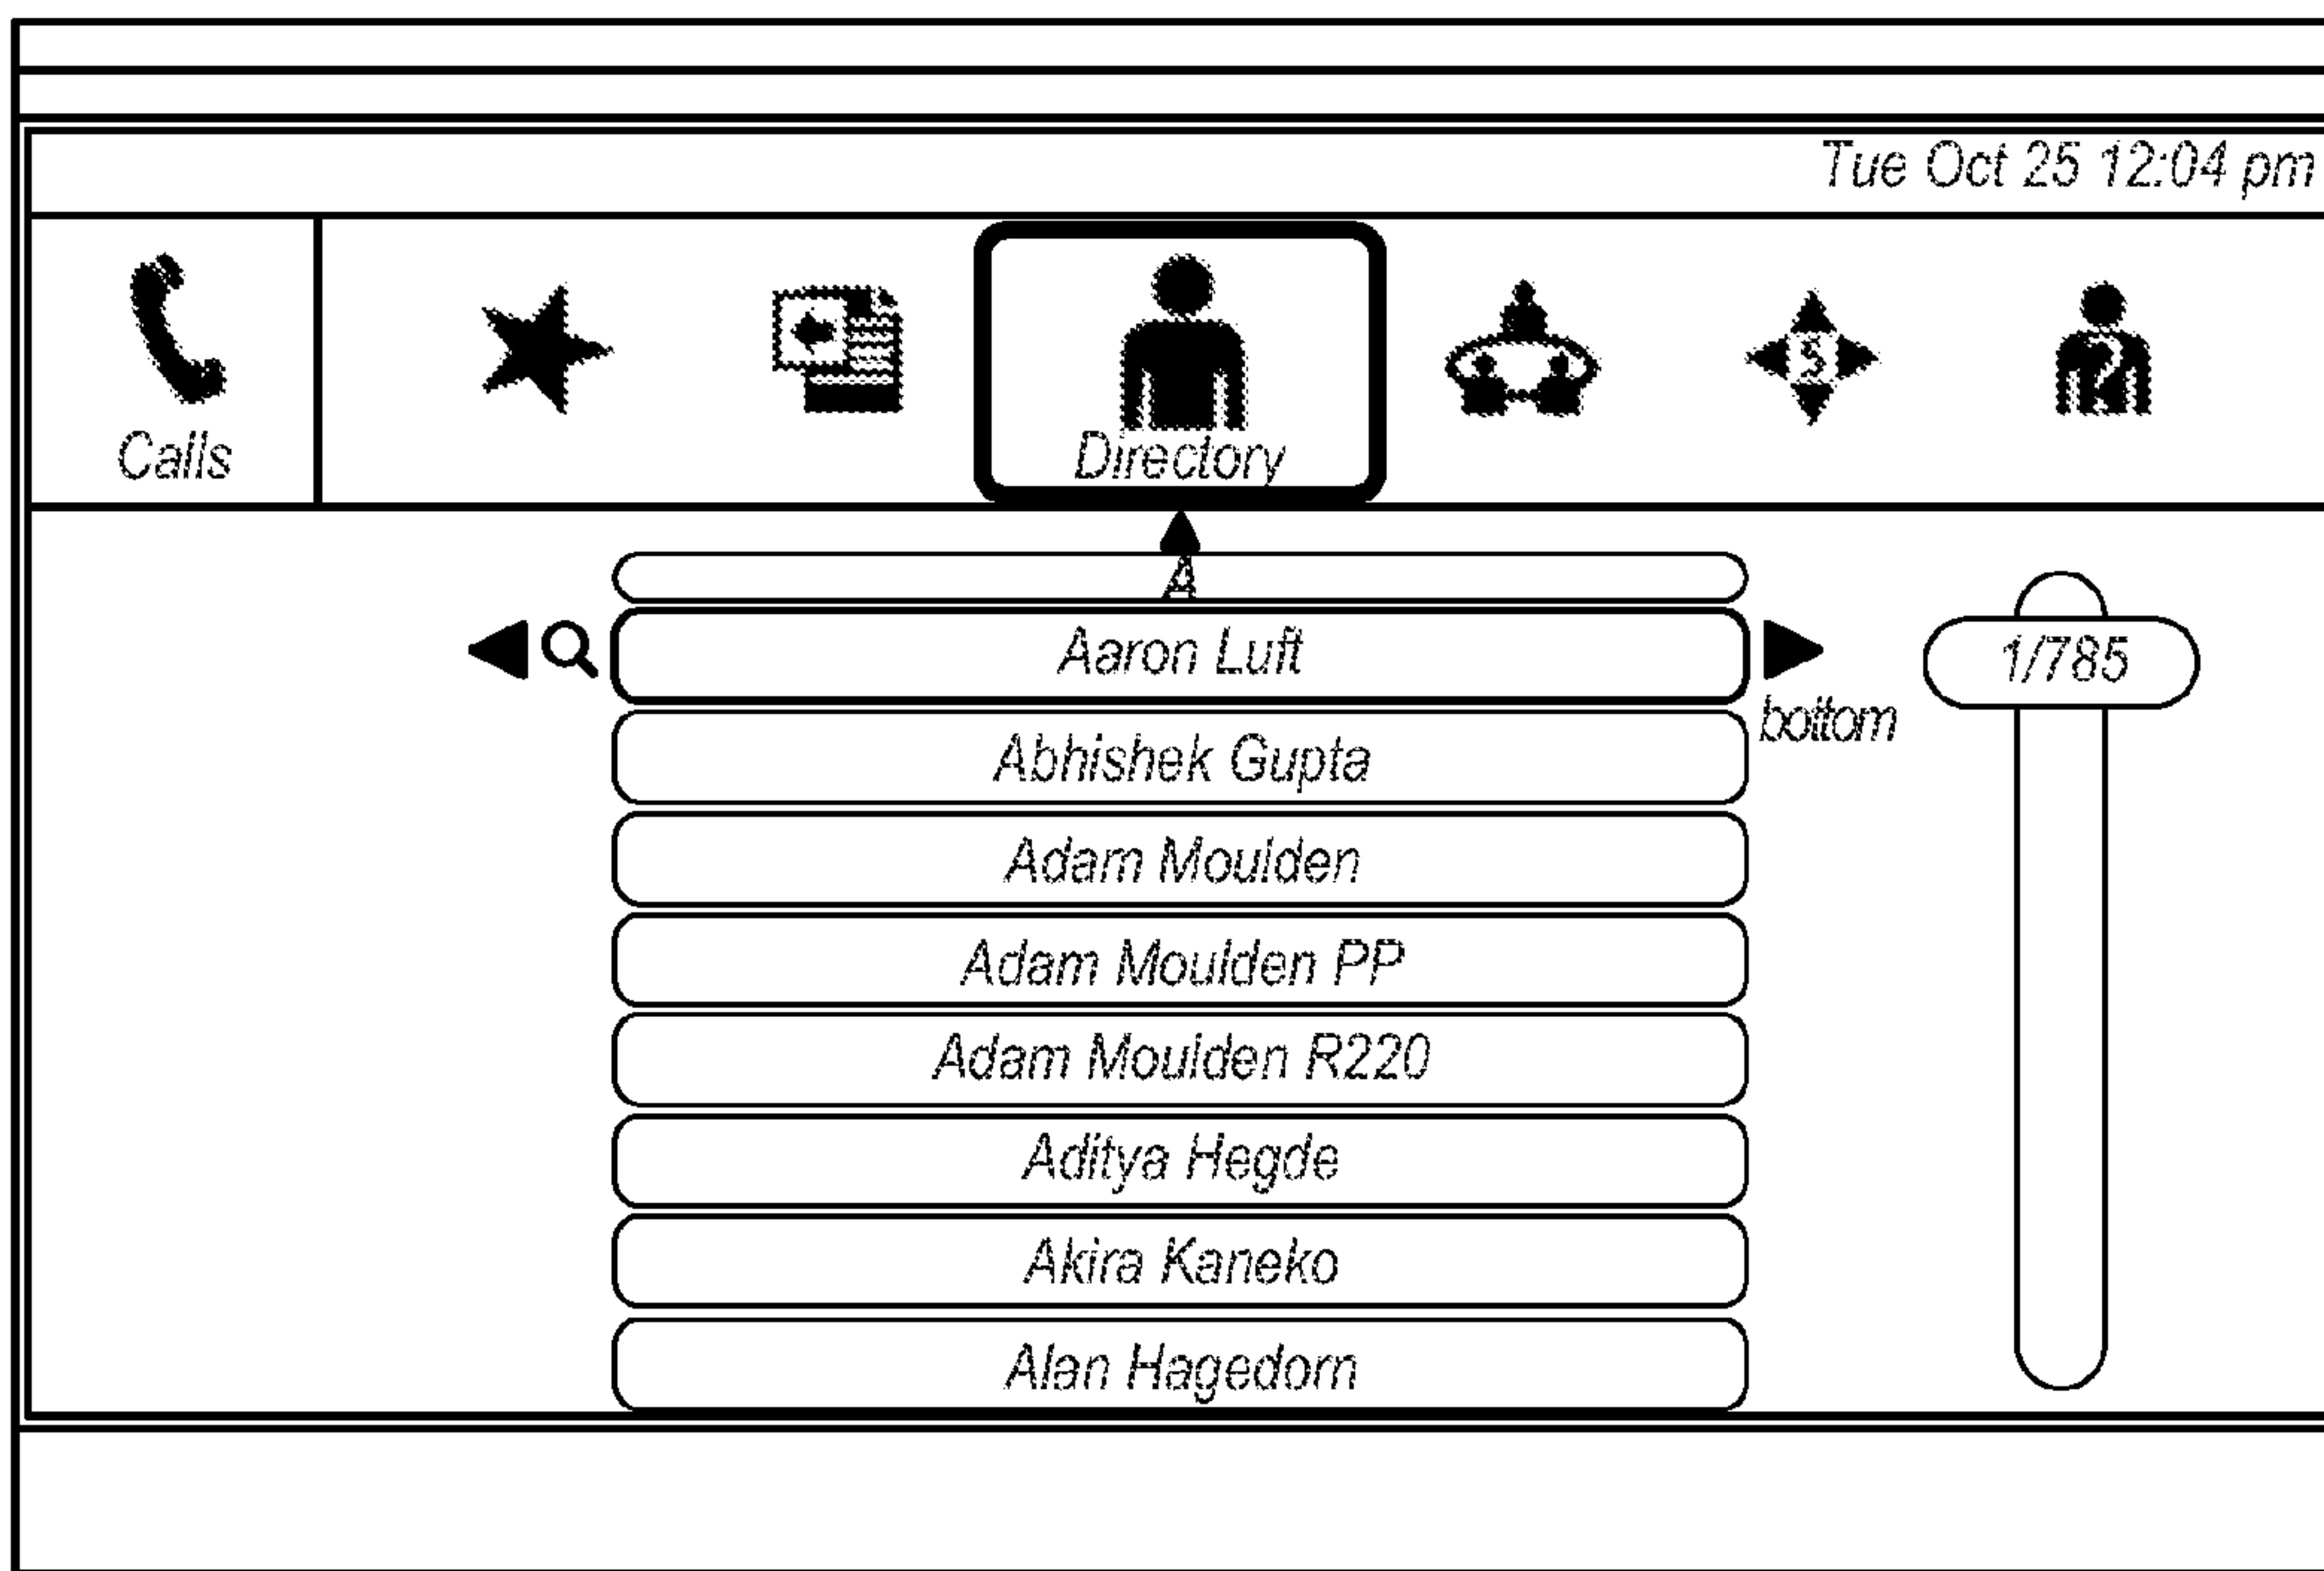 Tue Oct 25 12:04 pm
Calls
Directory
A
Aaron Luft
1/785
bottom
Abhishek Gupta
Adam Moulden
Adam Moulden PP
Adam Moulden R220
Aditya Hegde
Akira Kaneko
Alan Hagedorn